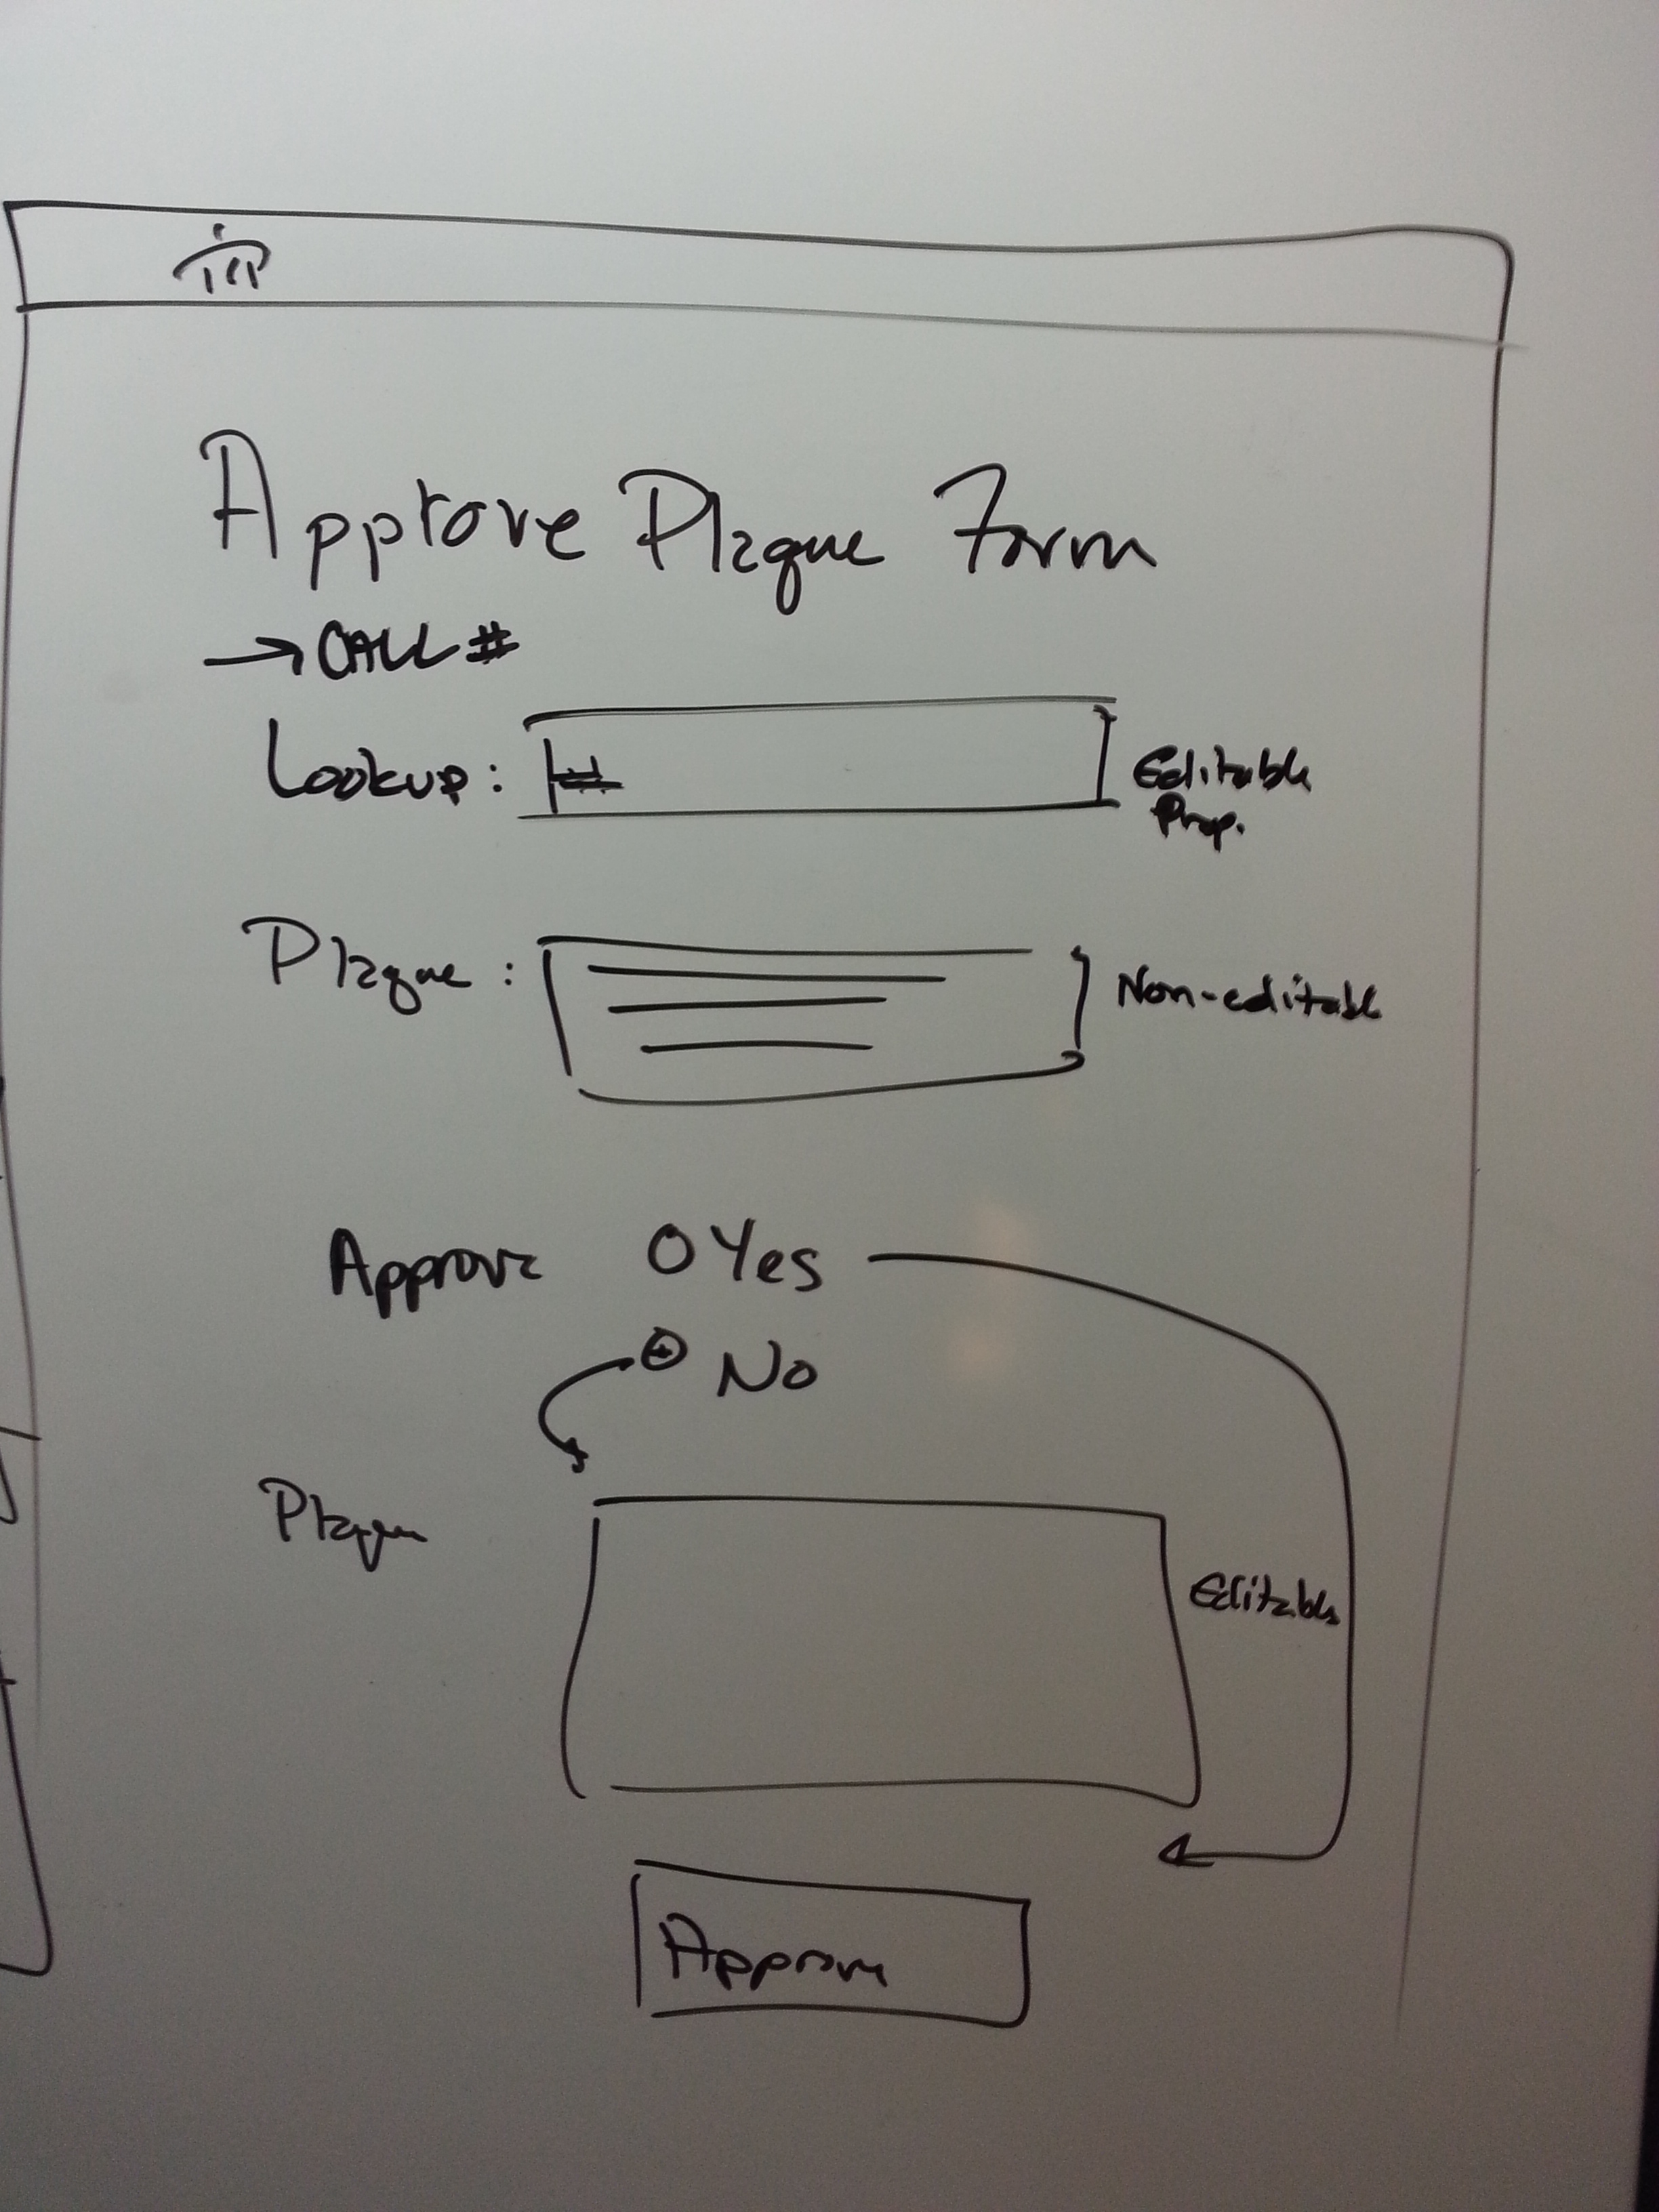 Approve Plaque Form
→ CALL #
Lookup: # Editable
Prop.
Plaque: Non-editable
Approve O Yes
No
Plaque
Editable
Approve